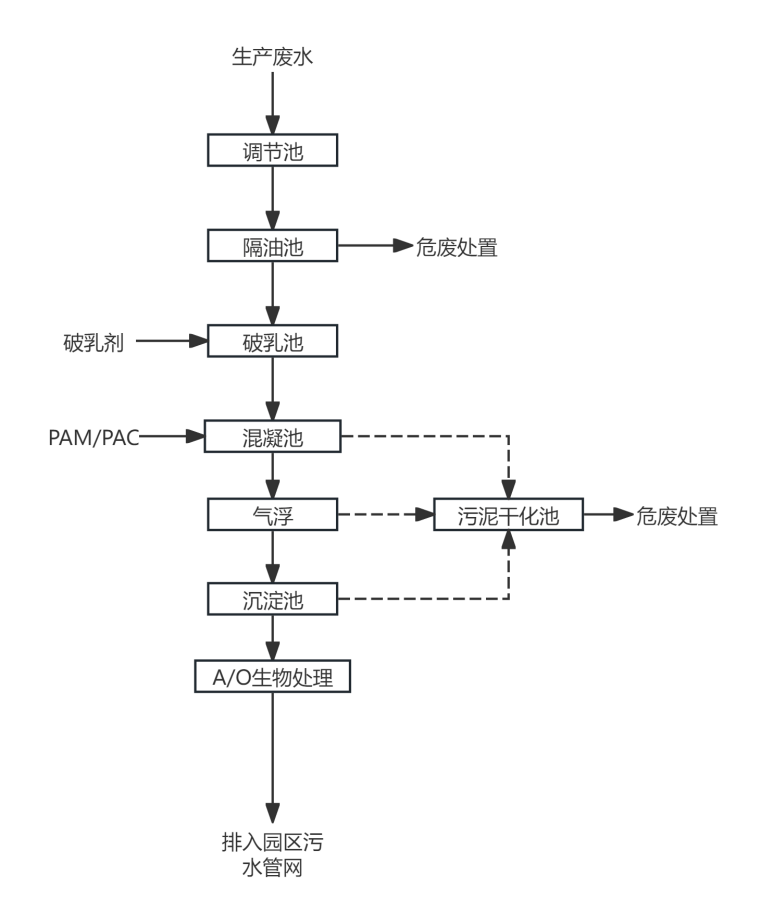 生产废水
调节池
隔油池
危废处置
破乳剂
破乳池
PAM/PAC
混凝池
气浮
污泥干化池
危废处置
沉淀池
A/O生物处理
排入园区污
水管网